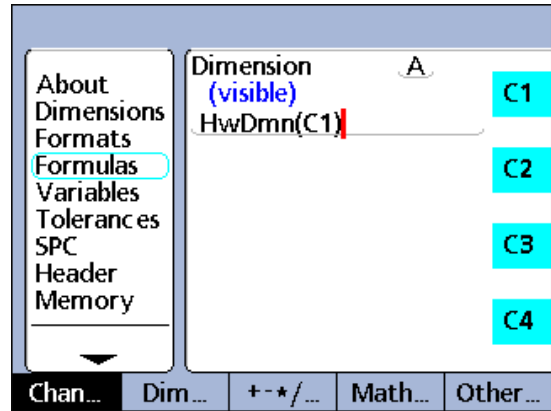 About
Dimensions
Formats
Formulas
Variables
Tolerances
SPC
Header
Memory
Dimension A
(visible)
HwDmn(C1)
C1
C2
C3
C4
Chan... Dim... +-*/... Math... Other...